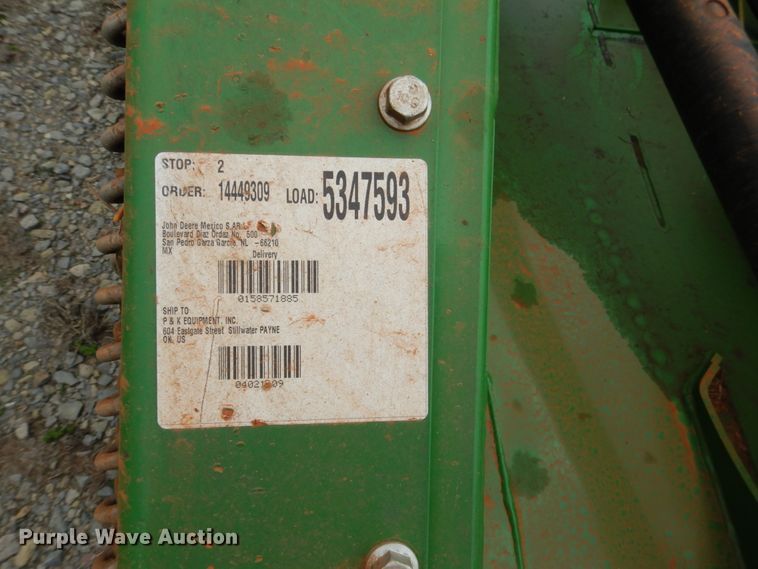 STOP: 2
ORDER: 14449309 LOAD: 5347593
John Deere Mexico S.ARL
Boulevard Diaz Ordaz No. 500
San Pedro Garza Garcia, NL -66210
MX
Delivery
0158571885
SHIP TO
P & K EQUIPMENT, INC.
604 Eastgate Street Stillwater PAYNE
OK, US
Purple Wave Auction